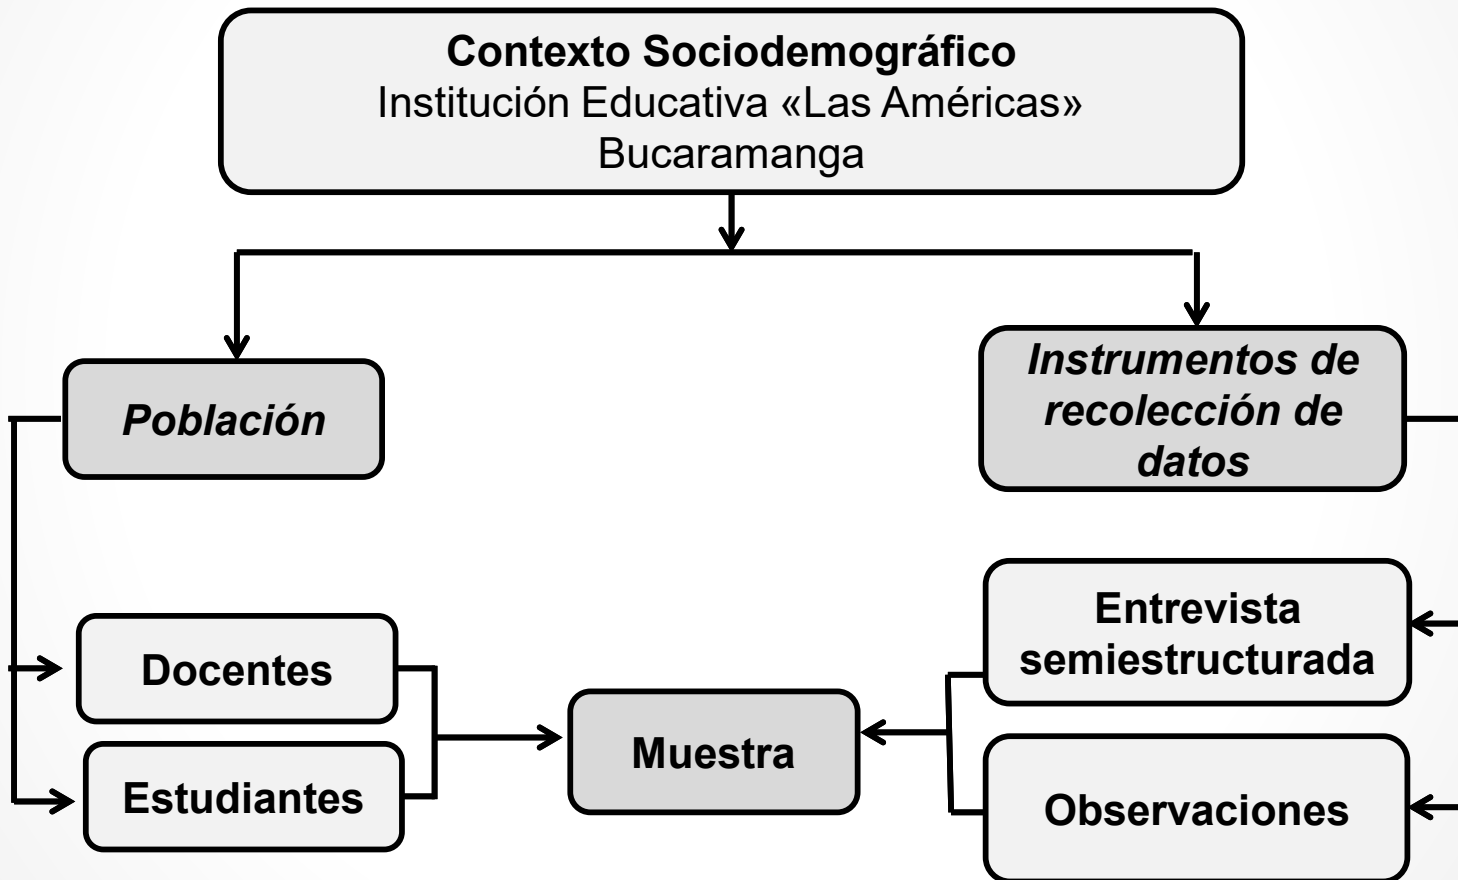 Contexto Sociodemográfico
Institución Educativa «Las Américas»
Bucaramanga
Población
Instrumentos de
recolección de
datos
Docentes
Estudiantes
Muestra
Entrevista
semiestructurada
Observaciones